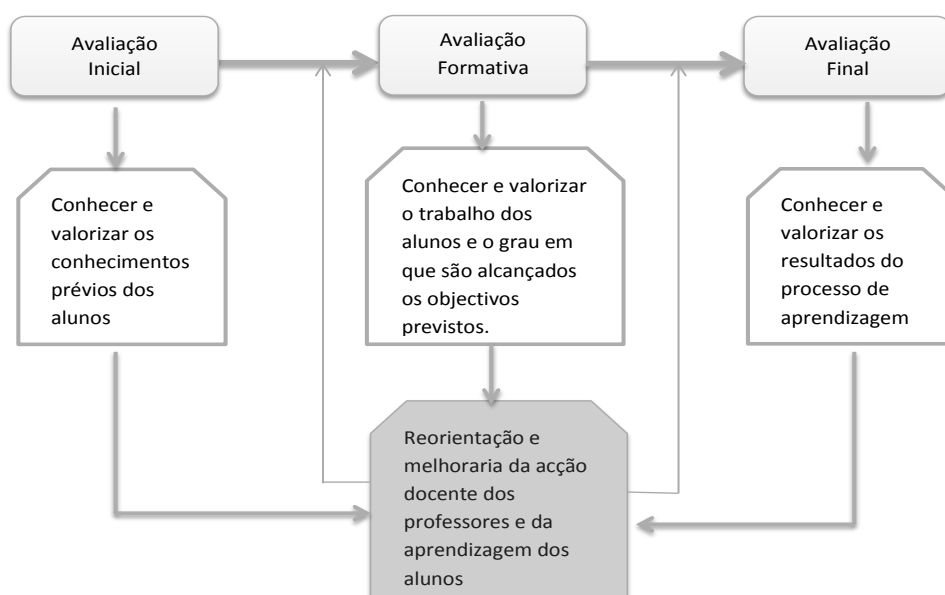 Avaliação
Inicial
Avaliação
Formativa
Avaliação
Final
Conhecer e
valorizar os
conhecimentos
prévios dos
alunos
Conhecer e valorizar
o trabalho dos
alunos e o grau em
que são alcançados
os objectivos
previstos.
Conhecer e
valorizar os
resultados do
processo de
aprendizagem
Reorientação e
melhoraria da acção
docente dos
professores e da
aprendizagem dos
alunos